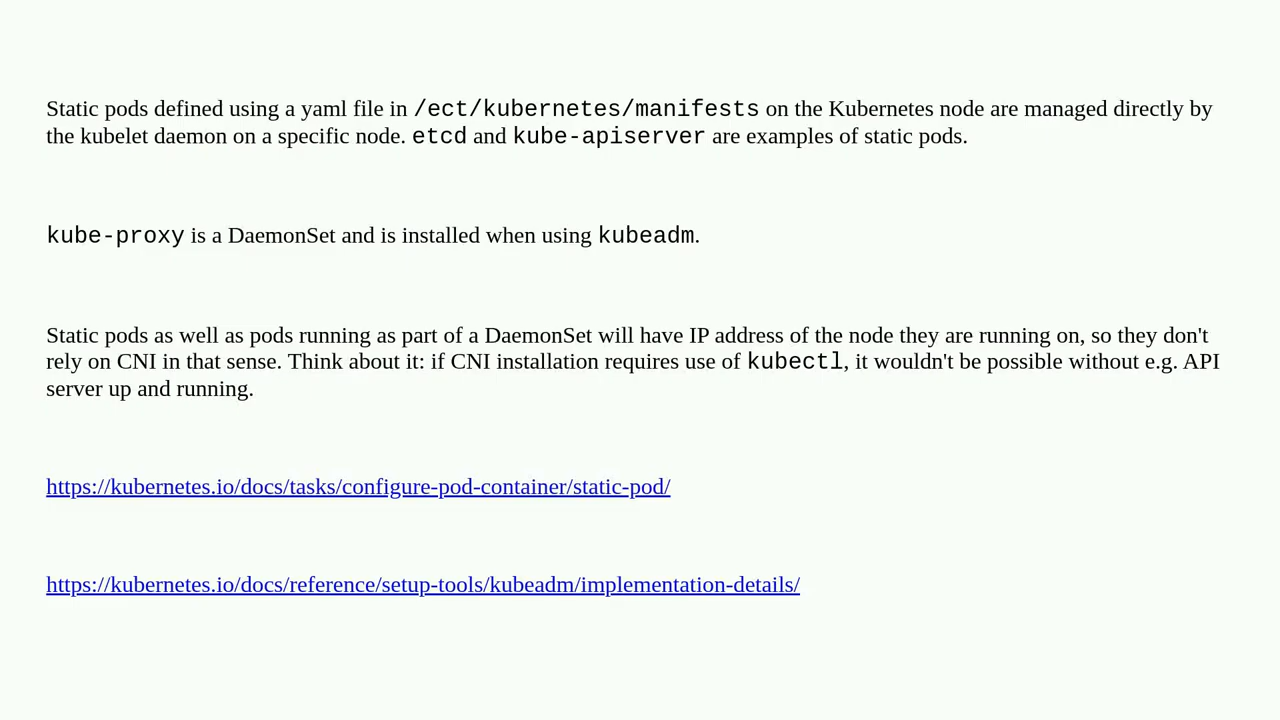 Static pods defined using a yaml file in /ect/kubernetes/manifests on the Kubernetes node are managed directly by
the kubelet daemon on a specific node. etcd and kube-apiserver are examples of static pods.
kube-proxy is a DaemonSet and is installed when using kubeadm.
Static pods as well as pods running as part of a DaemonSet will have IP address of the node they are running on, so they don't
rely on CNI in that sense. Think about it: if CNI installation requires use of kubectl, it wouldn't be possible without e.g. API
server up and running.
https://kubernetes.io/docs/tasks/configure-pod-container/static-pod/
https://kubernetes.io/docs/reference/setup-tools/kubeadm/implementation-details/